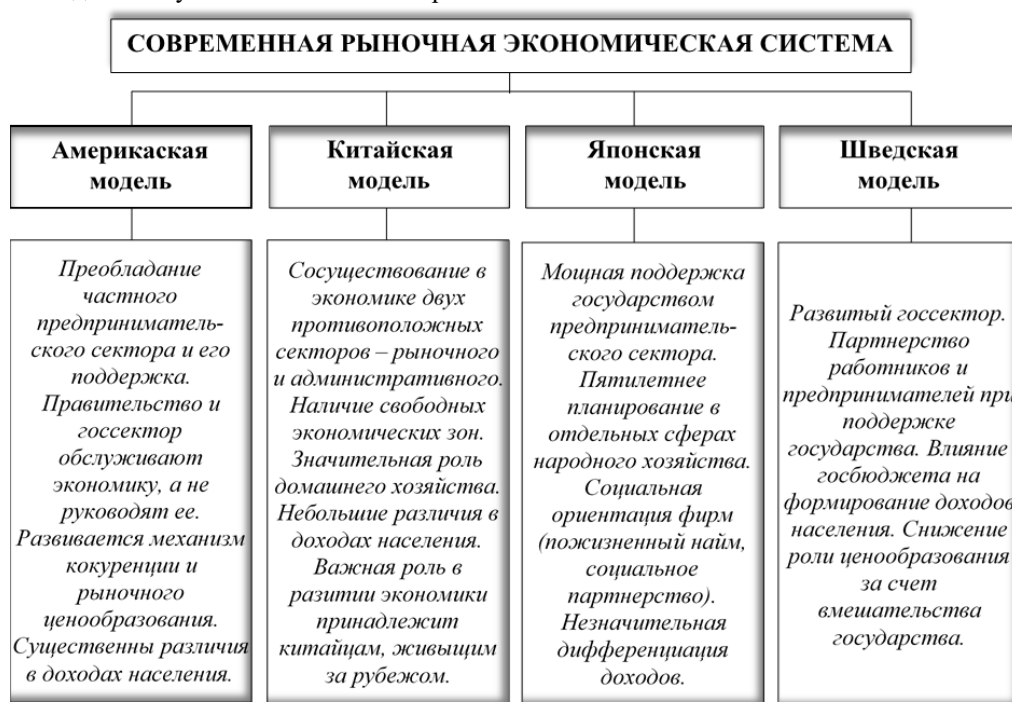 СОВРЕМЕННАЯ РЫНОЧНАЯ ЭКОНОМИЧЕСКАЯ СИСТЕМА
Америкаская
модель
Китайская
модель
Японская
модель
Шведская
модель
Преобладание
частного
предприниматель-
ского сектора и его
поддержка.
Правительство и
госсектор
обслуживают
экономику, а не
руководят ее.
Развивается механизм
кокуренции и
рыночного
ценообразования.
Существенны различия
в доходах населения.
Сосуществование в
экономике двух
противоположных
секторов – рыночного
и административного.
Наличие свободных
экономических зон.
Значительная роль
домашнего хозяйства.
Небольшие различия в
доходах населения.
Важная роль в
разитии экономики
принадлежит
китайцам, живыщим
за рубежом.
Мощная поддержка
государством
предприниматель-
ского сектора.
Пятилетнее
планирование в
отдельных сферах
народного хозяйства.
Социальная
ориентация фирм
(пожизненный найм,
социальное
партнерство).
Незначительная
дифференциация
доходов.
Развитый госсектор.
Партнерство
работников и
предпринимателей при
поддержке
государства. Влияние
госбюджета на
формирование доходов
населения. Снижение
роли ценообразования
за счет
вмешательства
государства.